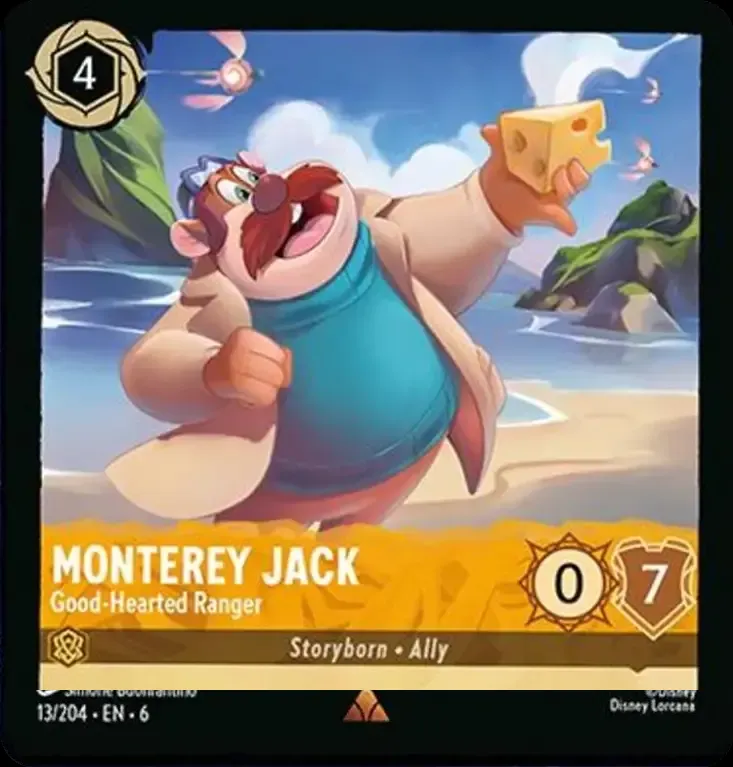 4
MONTEREY JACK
0
7
Good-Hearted Ranger
Storyborn • Ally
©Disney
13/204 • EN • 6
Disney Lorcana